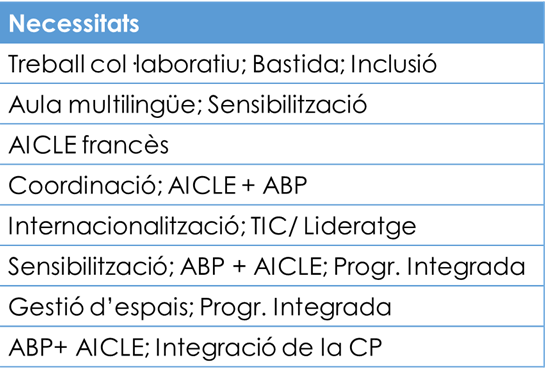 Necessitats
Treball col·laboratiu; Bastida; Inclusió
Aula multilingüe; Sensibilització
AICLE francès
Coordinació; AICLE + ABP
Internacionalització; TIC/ Lideratge
Sensibilització; ABP + AICLE; Progr. Integrada
Gestió d’espais; Progr. Integrada
ABP+ AICLE; Integració de la CP